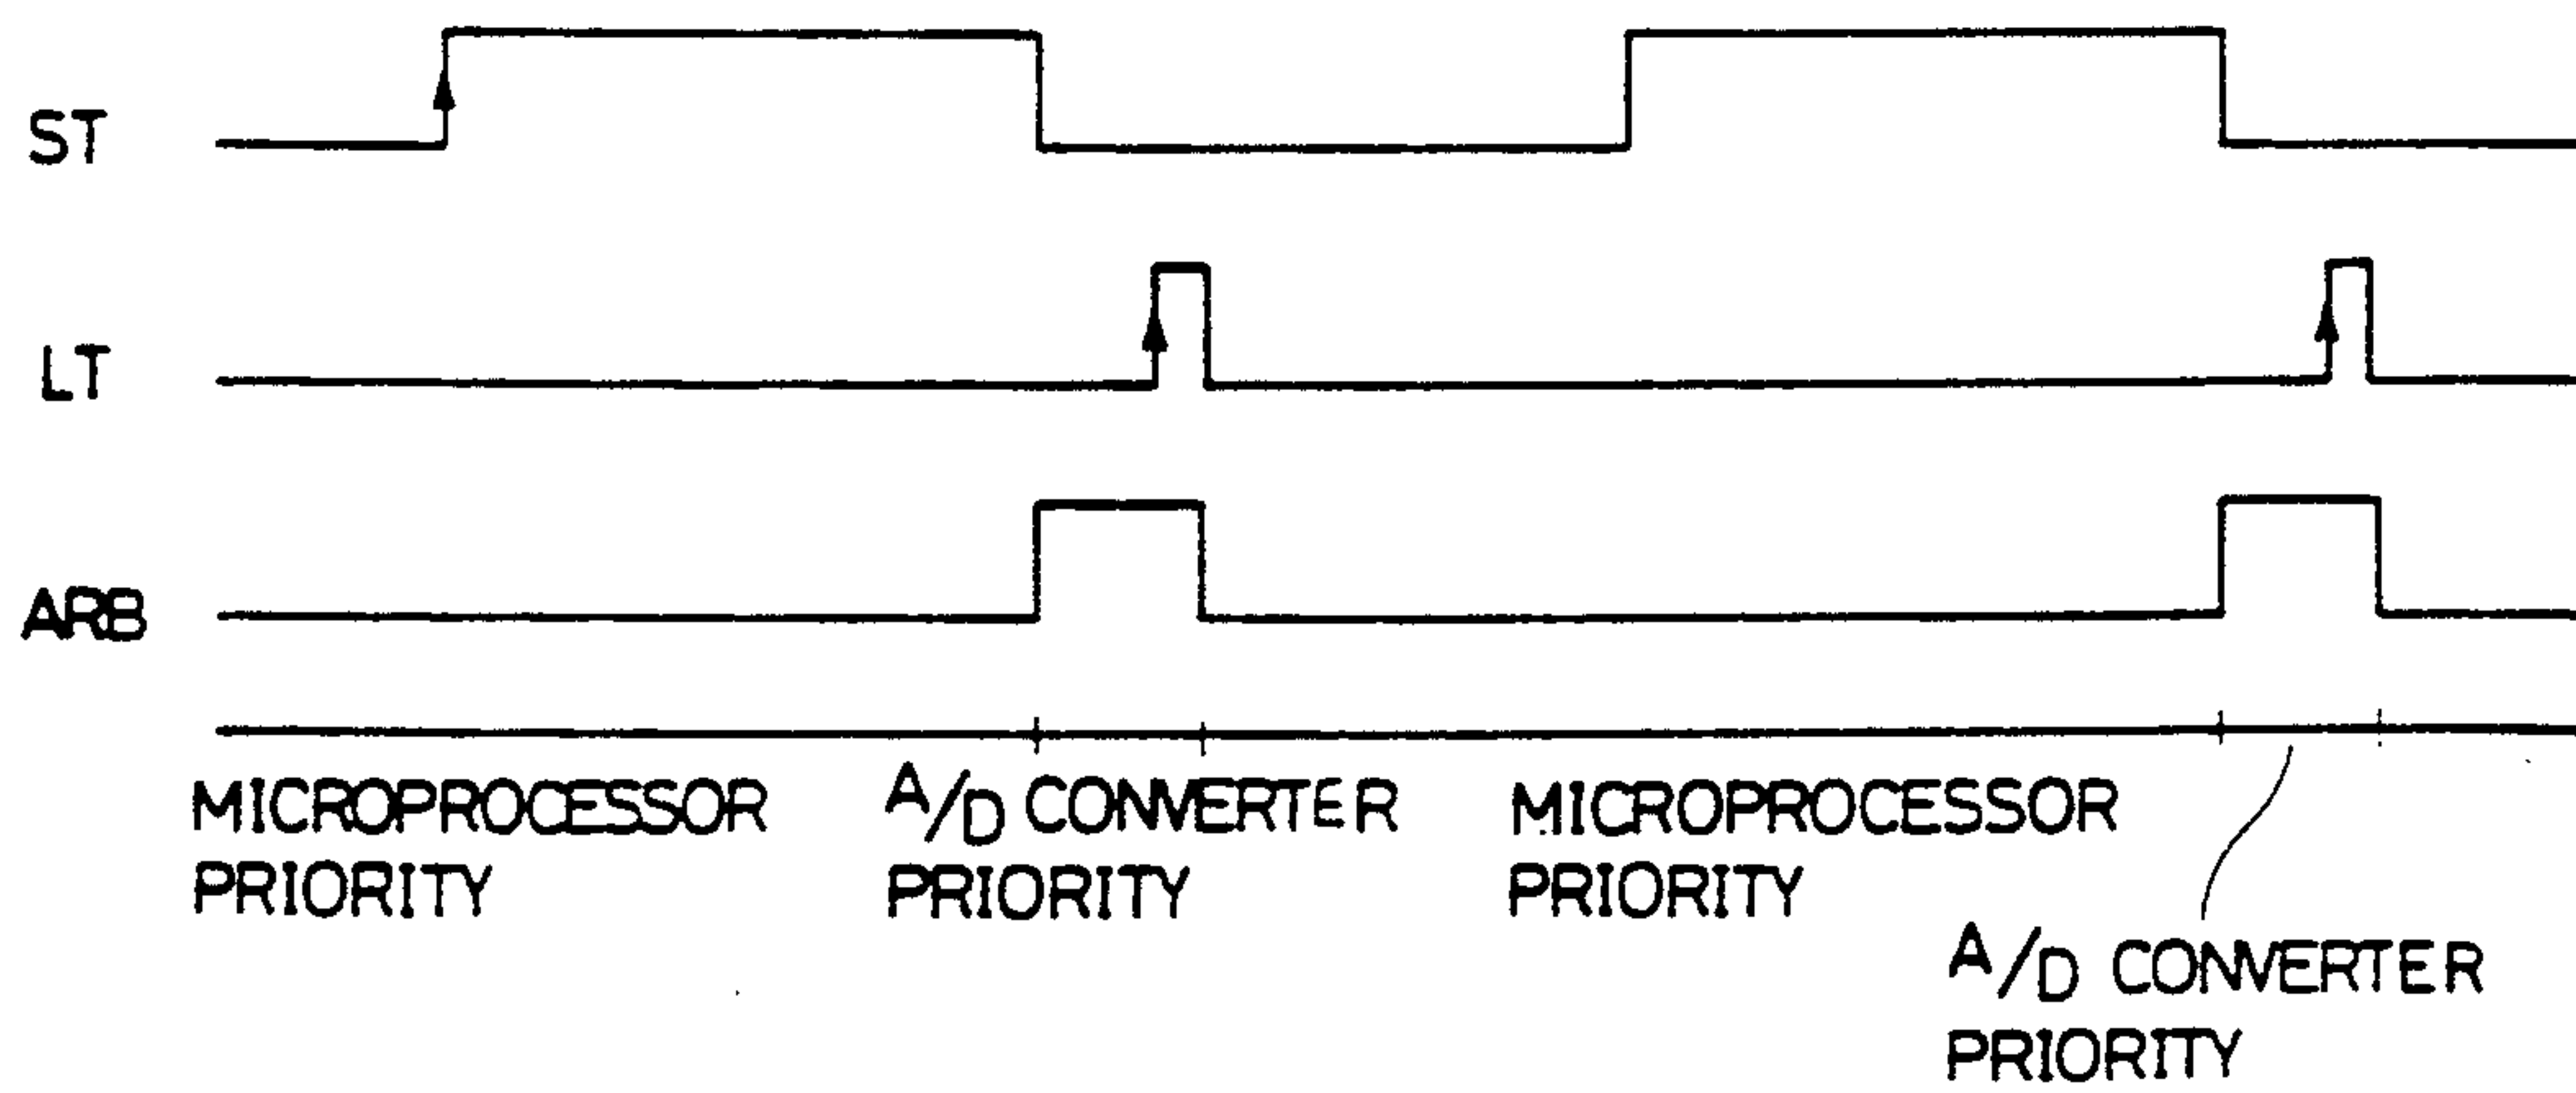 ST
LT
ARB
MICROPROCESSOR
PRIORITY
A/D CONVERTER
PRIORITY
MICROPROCESSOR
PRIORITY
A/D CONVERTER
PRIORITY